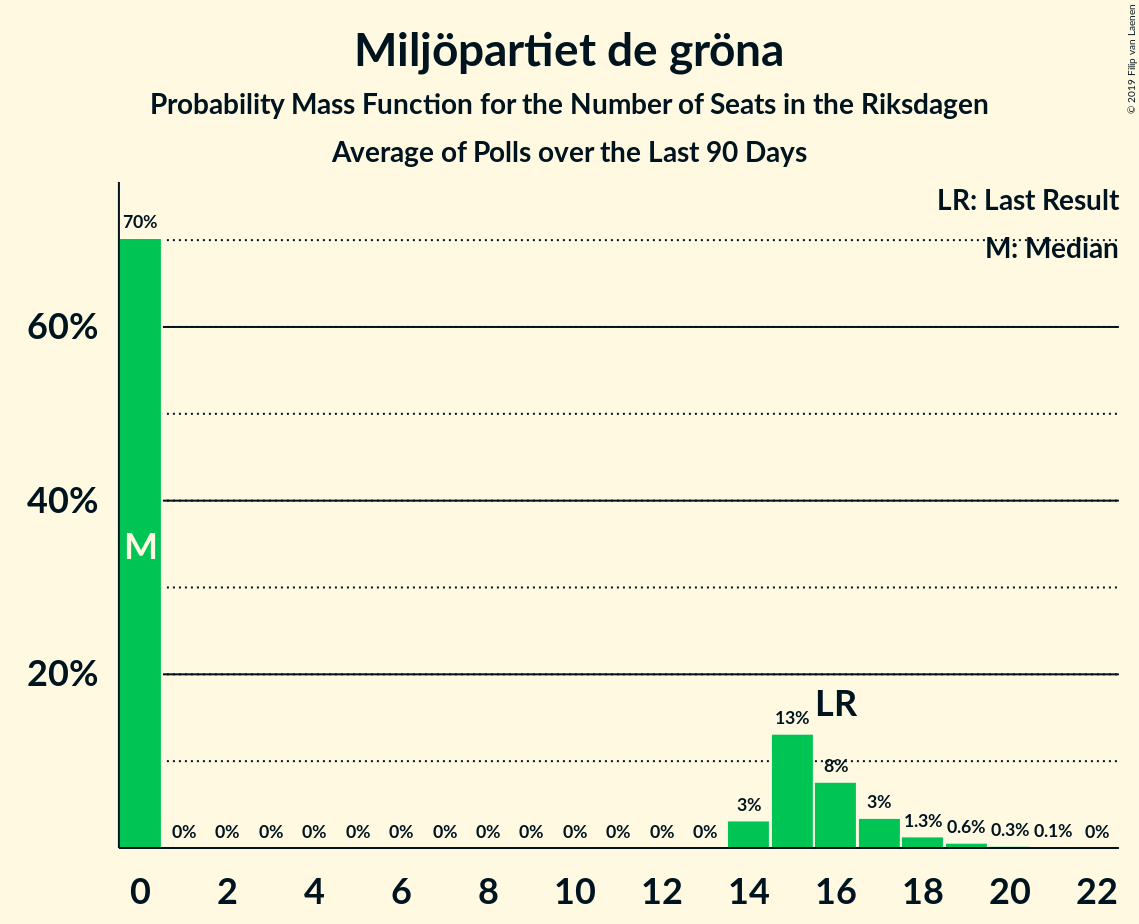 Miljöpartiet de gröna
Probability Mass Function for the Number of Seats in the Riksdagen
Average of Polls over the Last 90 Days
© 2019 Filip van Laenen
LR: Last Result
M: Median
60%
40%
20%
70%
M
0% 0% 0% 0% 0% 0% 0% 0% 0% 0% 0% 0% 0% 3% 13% 8% 3% 1.3% 0.6% 0.3% 0.1% 0%
LR
0 2 4 6 8 10 12 14 16 18 20 22